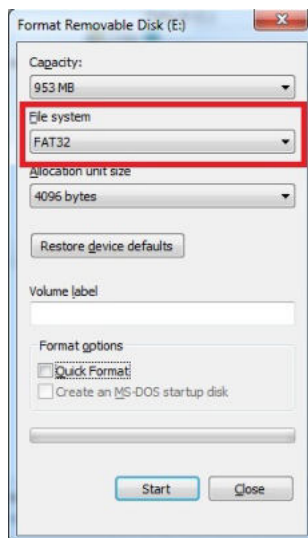 Format Removable Disk (E:)
Capacity:
953 MB
File system
FAT32
Allocation unit size
4096 bytes
Restore device defaults
Volume label
Format options
Quick Format
Create an MS-DOS startup disk
Start
Close